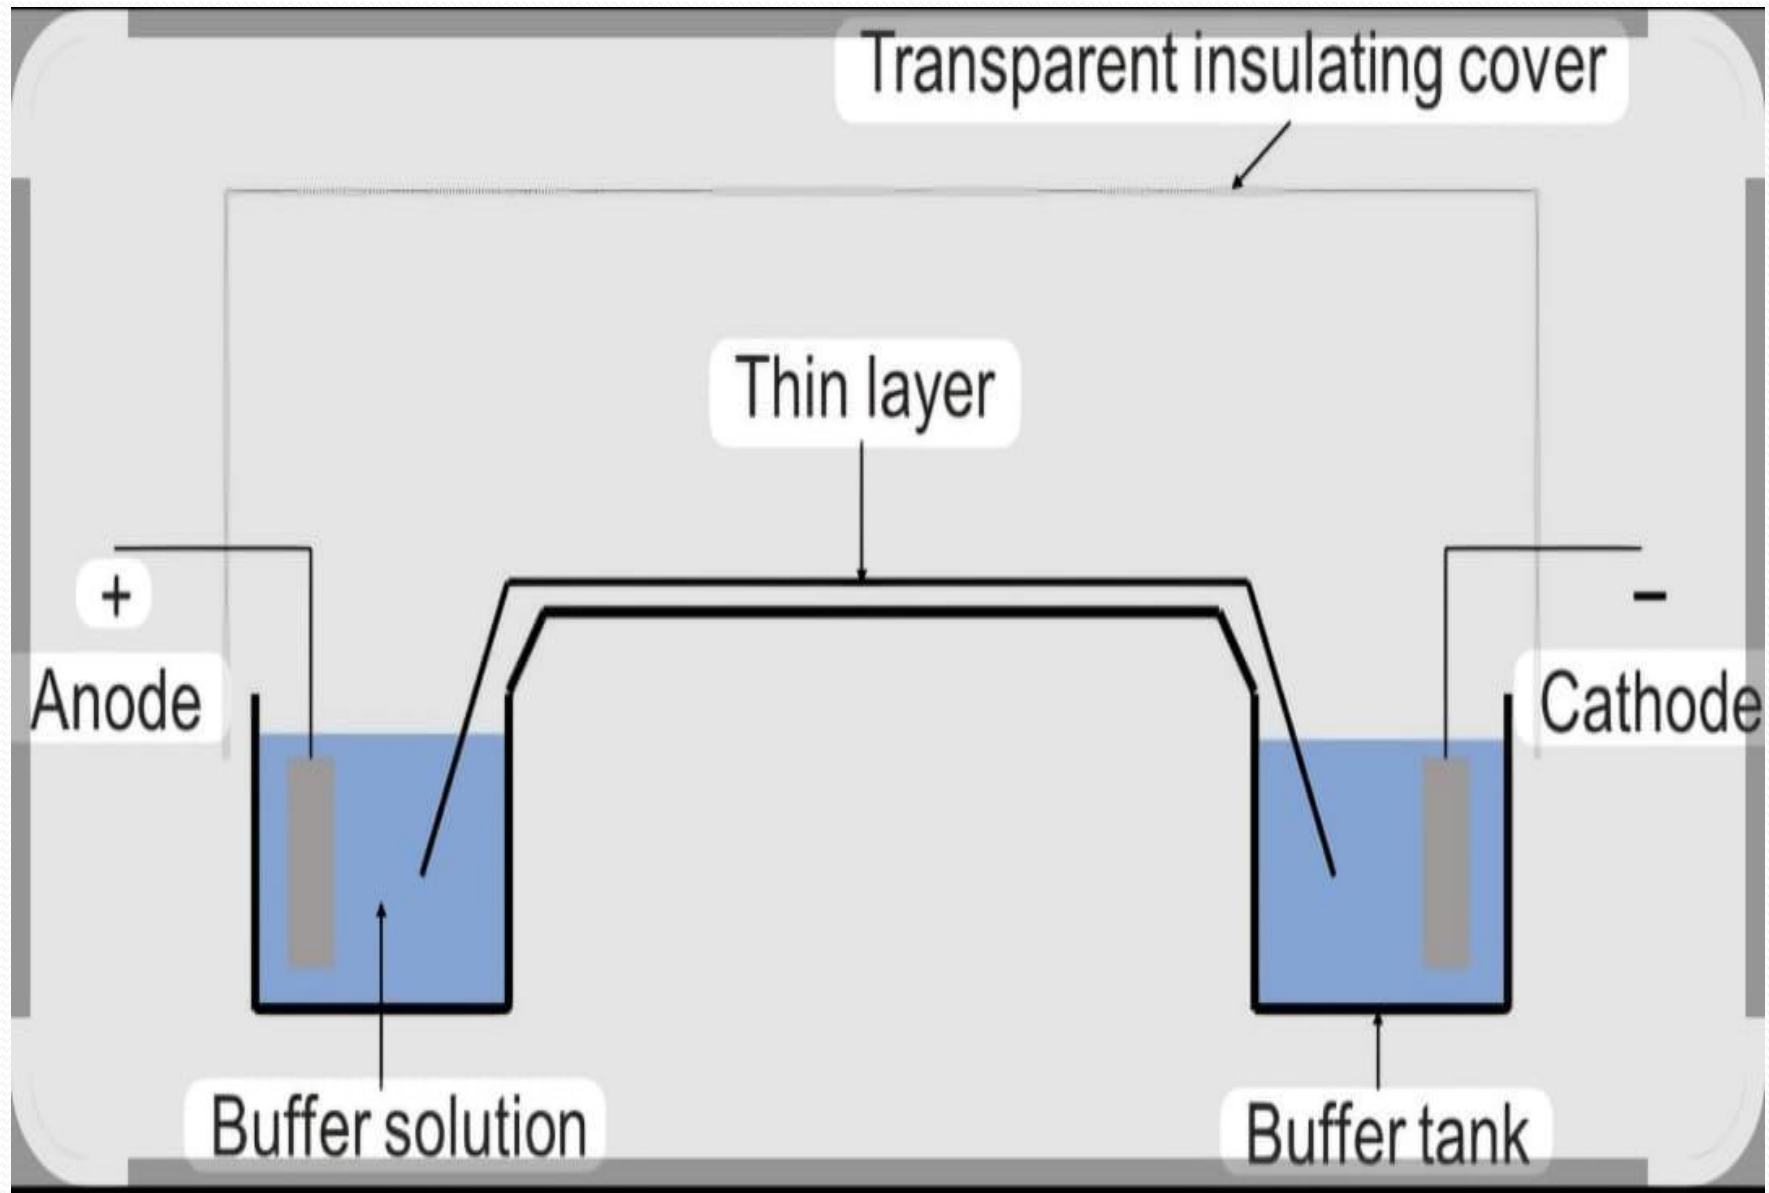 Transparent insulating cover
Thin layer
+
−
Anode
Cathode
Buffer solution
Buffer tank